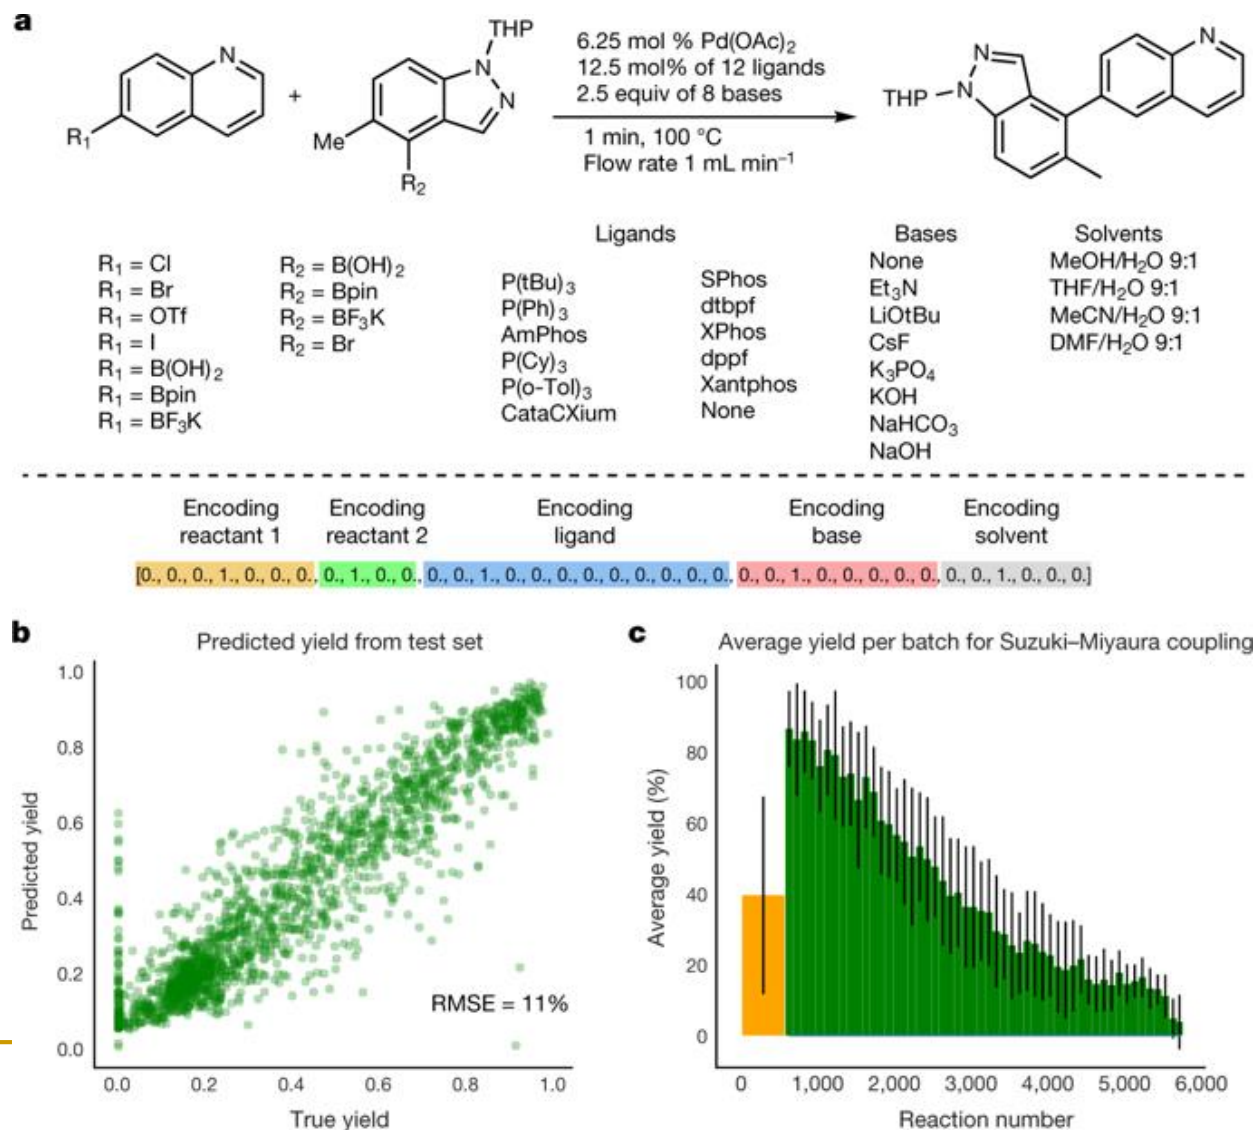 a
THP
N
N
N
R₁
+
Me
R₂
6.25 mol % Pd(OAc)₂
12.5 mol% of 12 ligands
2.5 equiv of 8 bases
1 min, 100 °C
Flow rate 1 mL min⁻¹
N
THP
N
N
R₁ = Cl
R₁ = Br
R₁ = OTf
R₁ = I
R₁ = B(OH)₂
R₁ = Bpin
R₁ = BF₃K
R₂ = B(OH)₂
R₂ = Bpin
R₂ = BF₃K
R₂ = Br
Ligands
P(tBu)₃
P(Ph)₃
AmPhos
P(Cy)₃
P(o-Tol)₃
CataCXium
SPhos
dtbpf
XPhos
dppf
Xantphos
None
Bases
None
Et₃N
LiOtBu
CsF
K₃PO₄
KOH
NaHCO₃
NaOH
Solvents
MeOH/H₂O 9:1
THF/H₂O 9:1
MeCN/H₂O 9:1
DMF/H₂O 9:1
Encoding
reactant 1
Encoding
reactant 2
Encoding
ligand
Encoding
base
Encoding
solvent
[0., 0., 0., 1., 0., 0., 0., 0., 1., 0., 0., 0., 0., 1., 0., 0., 0., 0., 0., 0., 0., 0., 0., 0., 0., 1., 0., 0., 0., 0., 0., 0., 0., 1., 0., 0., 0.]
b
Predicted yield from test set
Predicted yield
1.0
0.8
0.6
0.4
0.2
0.0
RMSE = 11%
0.0 0.2 0.4 0.6 0.8 1.0
True yield
c
Average yield per batch for Suzuki–Miyaura coupling
Average yield (%)
100
80
60
40
20
0
0 1,000 2,000 3,000 4,000 5,000 6,000
Reaction number